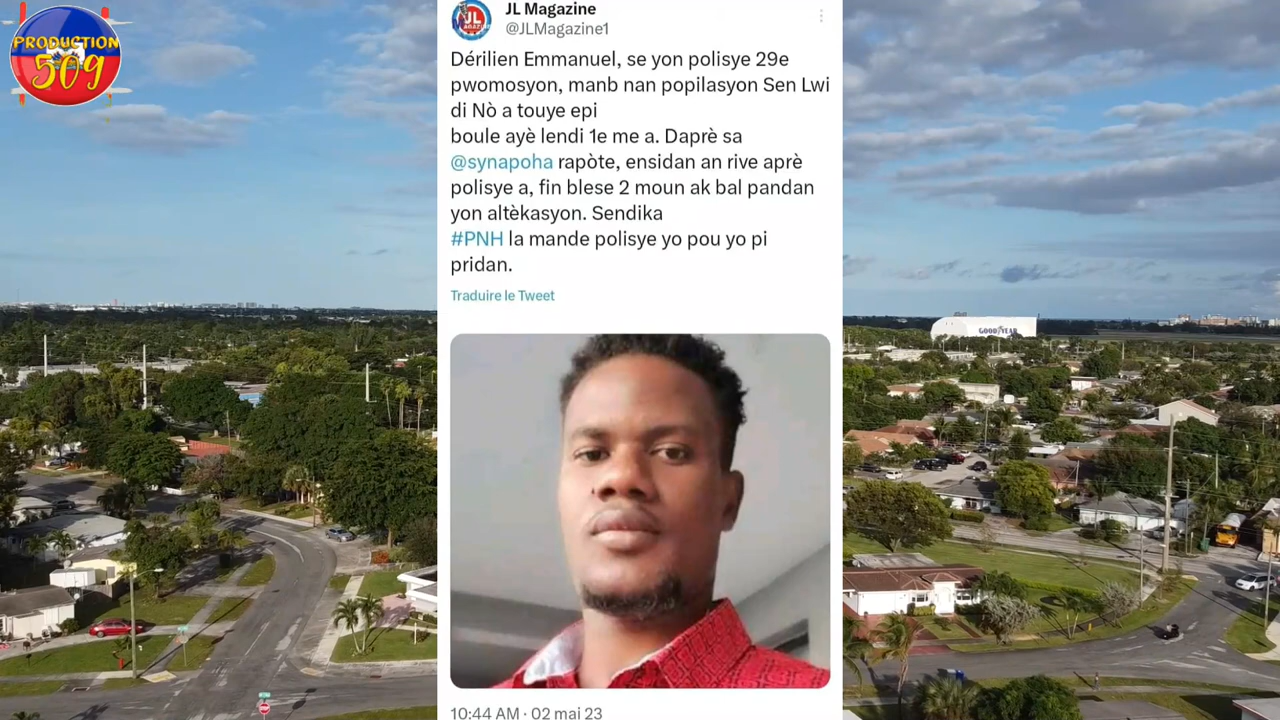 PRODUCTION
509
JL Magazine
@JLMagazine1
Dérilien Emmanuel, se yon polisye 29e
pwomosyon, manb nan popilasyon Sen Lwi
di Nò a touye epi
boule ayè lendi 1e me a. Daprè sa
@synapoha rapòte, ensidan an rive aprè
polisye a, fin blese 2 moun ak bal pandan
yon altèkasyon. Sendika
#PNH la mande polisye yo pou yo pi
pridan.
Traduire le Tweet
10:44 AM · 02 mai 23
GOODYEAR